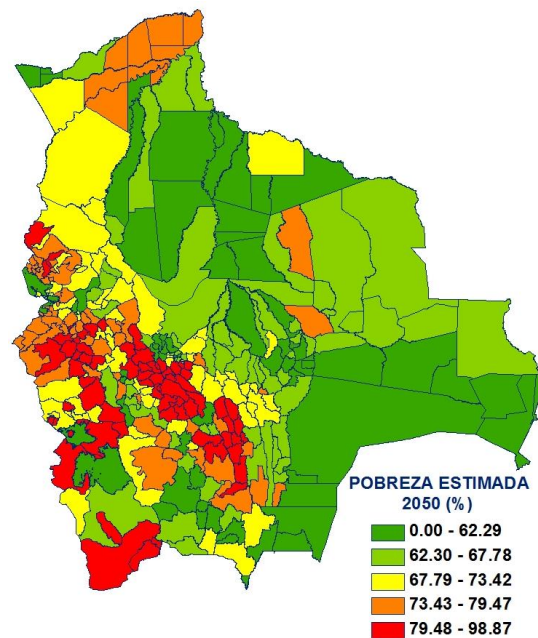 POBREZA ESTIMADA
2050 (%)
0.00 - 62.29
62.30 - 67.78
67.79 - 73.42
73.43 - 79.47
79.48 - 98.87